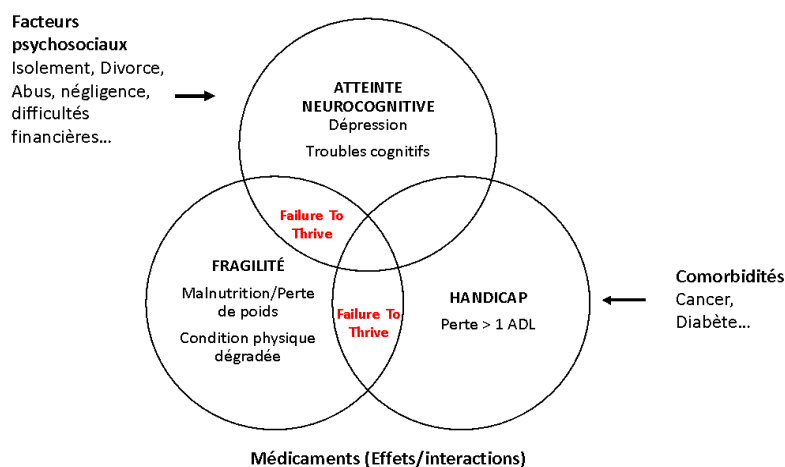 Facteurs
psychosociaux
Isolement, Divorce,
Abus, négligence,
difficultés
financières...
ATTEINTE
NEUROCOGNITIVE
Dépression
Troubles cognitifs
Failure To
Thrive
FRAGILITÉ
Malnutrition/Perte
de poids
Condition physique
dégradée
Failure To
Thrive
HANDICAP
Perte > 1 ADL
Comorbidités
Cancer,
Diabète...
Médicaments (Effets/interactions)